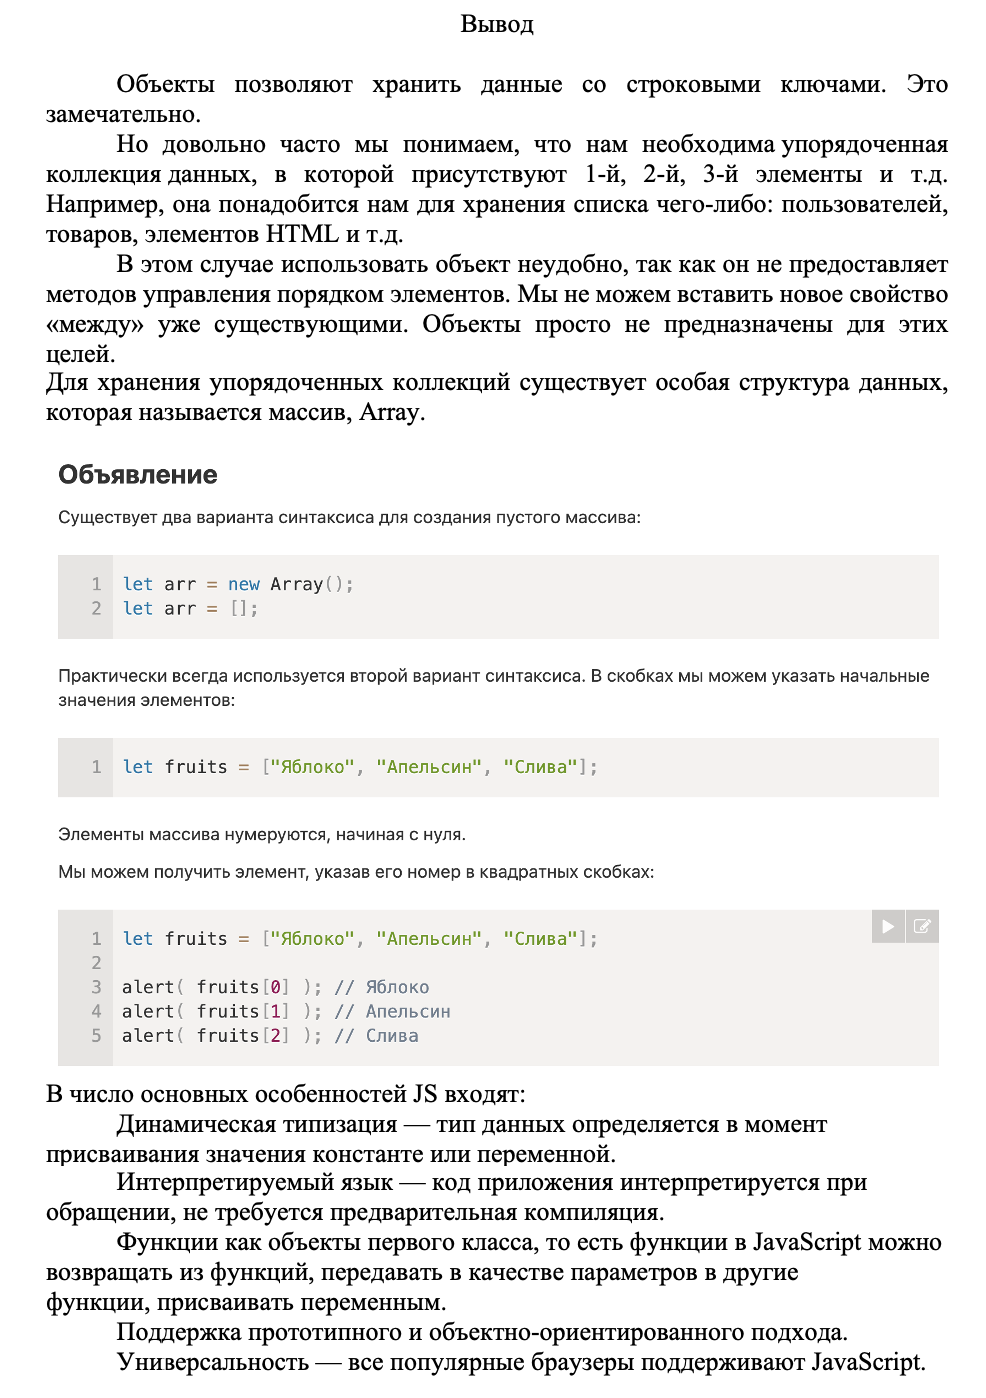 Вывод
Объекты позволяют хранить данные со строковыми ключами. Это
замечательно.
Но довольно часто мы понимаем, что нам необходима упорядоченная
коллекция данных, в которой присутствуют 1-й, 2-й, 3-й элементы и т.д.
Например, она понадобится нам для хранения списка чего-либо: пользователей,
товаров, элементов HTML и т.д.
В этом случае использовать объект неудобно, так как он не предоставляет
методов управления порядком элементов. Мы не можем вставить новое свойство
«между» уже существующими. Объекты просто не предназначены для этих
целей.
Для хранения упорядоченных коллекций существует особая структура данных,
которая называется массив, Array.
Объявление
Существует два варианта синтаксиса для создания пустого массива:
1 let arr = new Array();
2 let arr = [];
Практически всегда используется второй вариант синтаксиса. В скобках мы можем указать начальные
значения элементов:
1 let fruits = ["Яблоко", "Апельсин", "Слива"];
Элементы массива нумеруются, начиная с нуля.
Мы можем получить элемент, указав его номер в квадратных скобках:
1 let fruits = ["Яблоко", "Апельсин", "Слива"];
2
3 alert( fruits[0] ); // Яблоко
4 alert( fruits[1] ); // Апельсин
5 alert( fruits[2] ); // Слива
В число основных особенностей JS входят:
Динамическая типизация — тип данных определяется в момент
присваивания значения константе или переменной.
Интерпретируемый язык — код приложения интерпретируется при
обращении, не требуется предварительная компиляция.
Функции как объекты первого класса, то есть функции в JavaScript можно
возвращать из функций, передавать в качестве параметров в другие
функции, присваивать переменным.
Поддержка прототипного и объектно-ориентированного подхода.
Универсальность — все популярные браузеры поддерживают JavaScript.